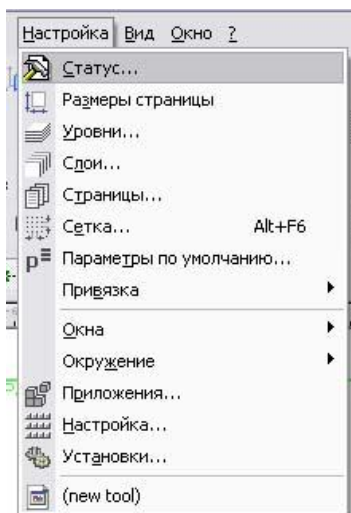 Настройка Вид Окно ?
Статус...
Размеры страницы
Уровни...
Слои...
Страницы...
Сетка... Alt+F6
Параметры по умолчанию...
Привязка
Окна
Окружение
Приложения...
Настройка...
Установки...
(new tool)